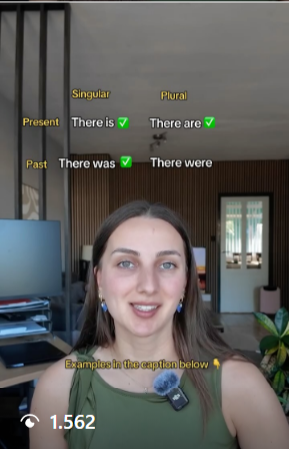 Singular Plural
Present There is ✅ There are ✅
Past There was ✅ There were
Examples in the caption below 👇
1.562